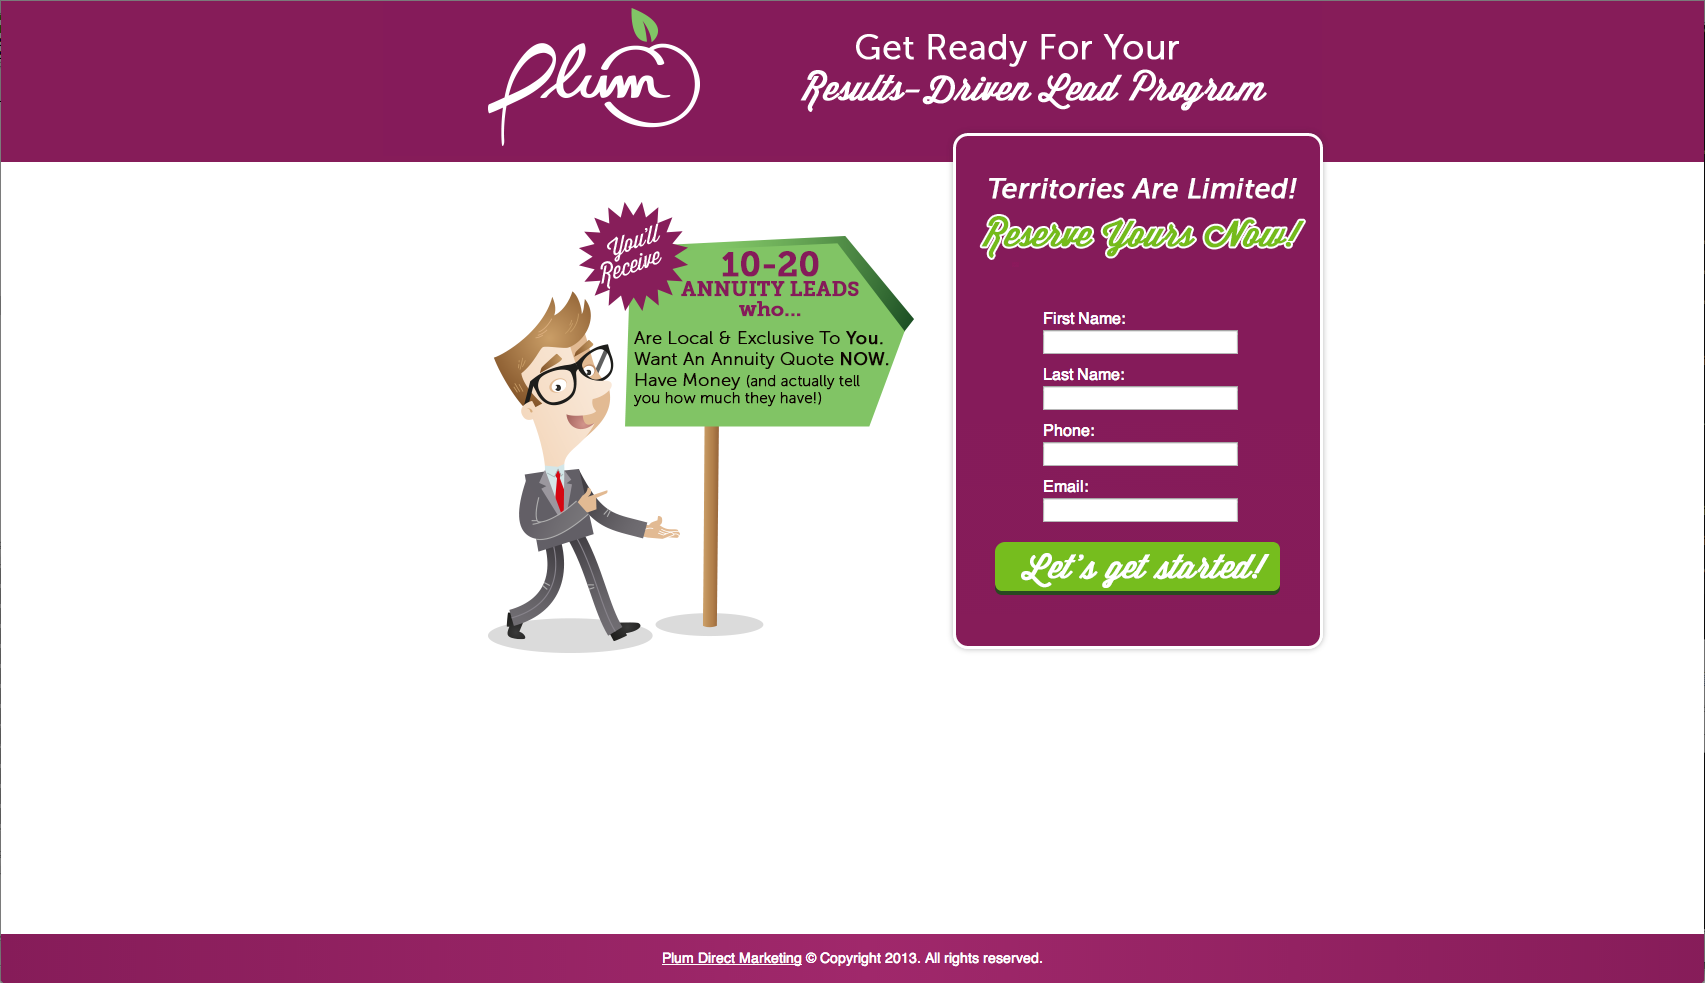 Plum
Get Ready For Your
Results-Driven Lead Program
Territories Are Limited!
Reserve Yours Now!
You'll
Receive
10-20
ANNUITY LEADS
who...
Are Local & Exclusive To You.
Want An Annuity Quote NOW.
Have Money (and actually tell
you how much they have!)
First Name:
Last Name:
Phone:
Email:
Let's get started!
Plum Direct Marketing © Copyright 2013. All rights reserved.